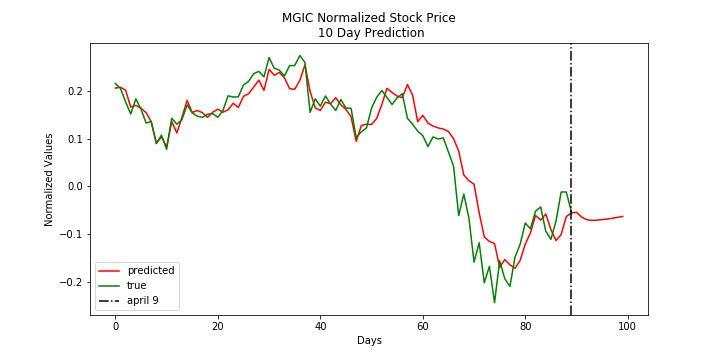 MGIC Normalized Stock Price
10 Day Prediction
Normalized Values
0.2
0.1
0.0
−0.1
−0.2
predicted
true
april 9
0
20
40
60
80
100
Days